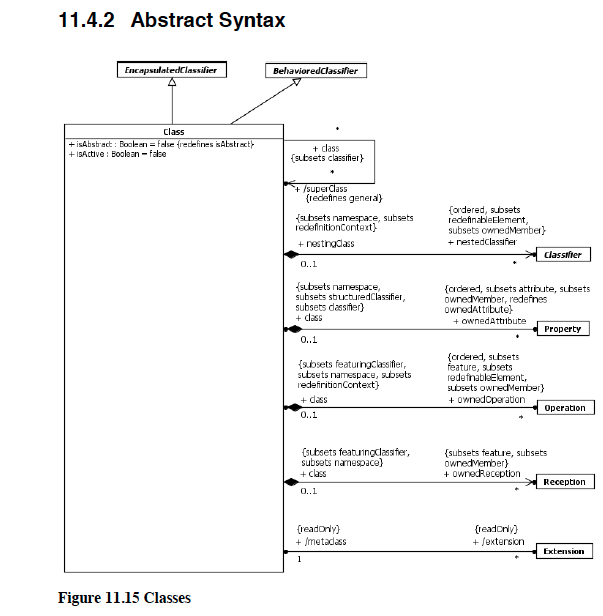 11.4.2 Abstract Syntax
EncapsulatedClassifier
BehavioredClassifier
Class
+ isAbstract : Boolean = false {redefines isAbstract}
+ isActive : Boolean = false
*
+ class
{subsets classifier}
*
+ /superClass
{redefines general}
{subsets namespace, subsets
redefinitionContext}
+ nestingClass
0..1
{ordered, subsets
redefinableElement,
subsets ownedMember}
+ nestedClassifier
*
Classifier
{subsets namespace,
subsets structuredClassifier,
subsets classifier}
+ class
0..1
{ordered, subsets attribute, subsets
ownedMember, redefines
ownedAttribute}
+ ownedAttribute
*
Property
{subsets featuringClassifier,
subsets namespace, subsets
redefinitionContext}
+ class
0..1
{ordered, subsets
feature, subsets
redefinableElement,
subsets ownedMember}
+ ownedOperation
*
Operation
{subsets featuringClassifier,
subsets namespace}
+ class
0..1
{subsets feature, subsets
ownedMember}
+ ownedReception
*
Reception
{readOnly}
+ /metaclass
1
{readOnly}
+ /extension
*
Extension
Figure 11.15 Classes